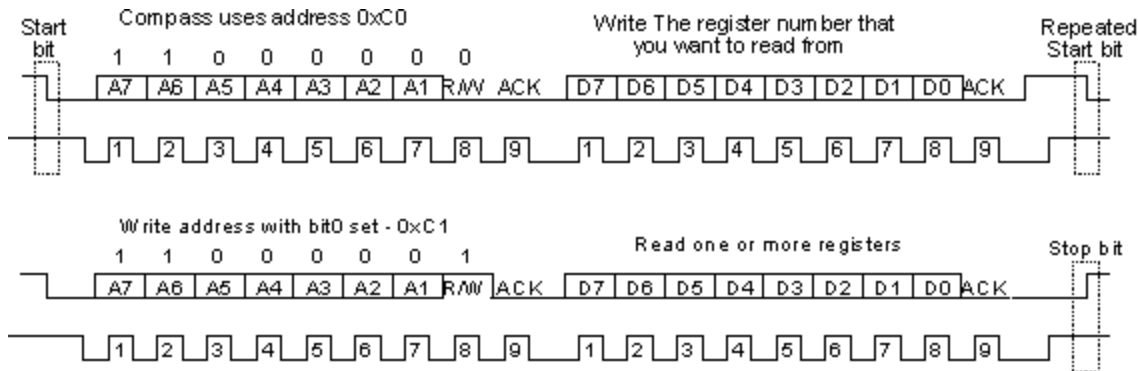 Start bit
Compass uses address 0xC0
Write The register number that
you want to read from
Repeated
Start bit
1 1 0 0 0 0 0 0
A7 A6 A5 A4 A3 A2 A1 R/W ACK D7 D6 D5 D4 D3 D2 D1 D0 ACK
1 2 3 4 5 6 7 8 9 1 2 3 4 5 6 7 8 9
Write address with bit0 set - 0xC1
Read one or more registers
Stop bit
1 1 0 0 0 0 0 1
A7 A6 A5 A4 A3 A2 A1 R/W ACK D7 D6 D5 D4 D3 D2 D1 D0 ACK
1 2 3 4 5 6 7 8 9 1 2 3 4 5 6 7 8 9